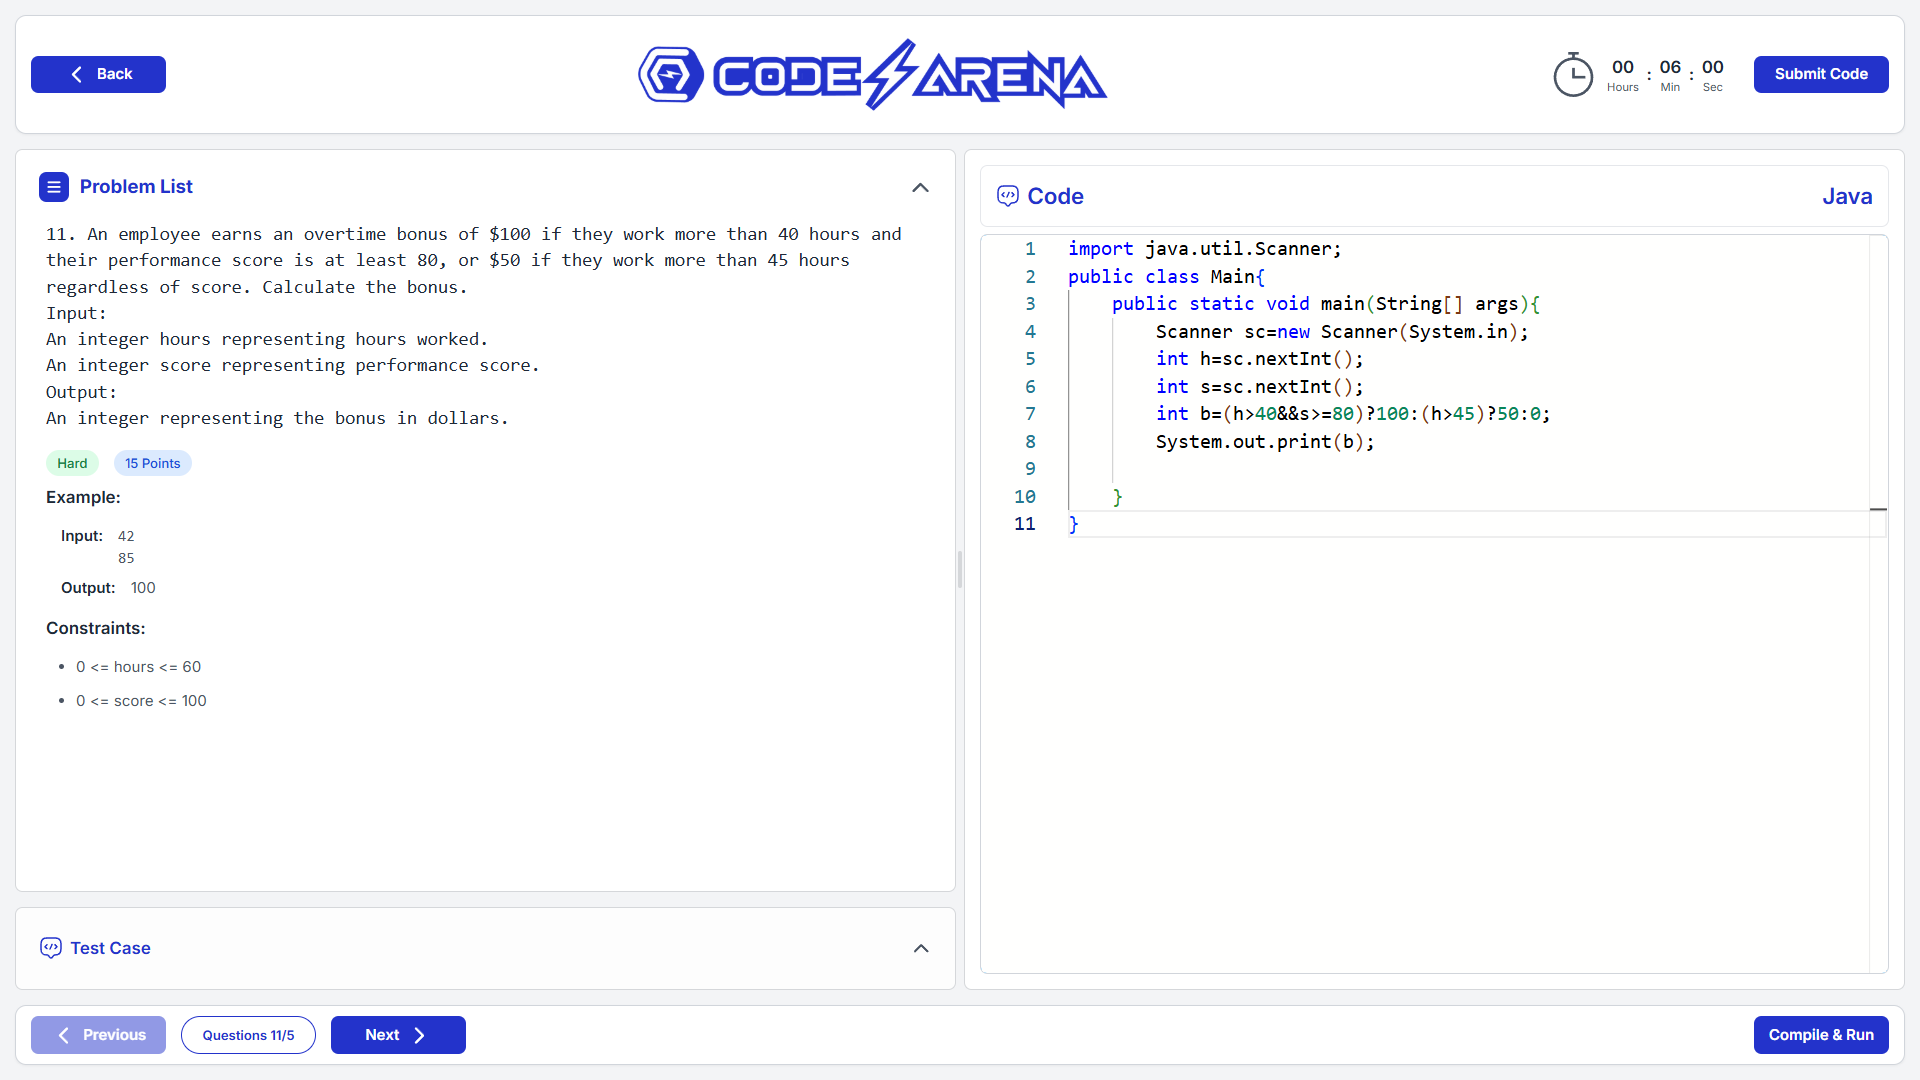 Back
CODE ARENA
00 : 06 : 00
Hours Min Sec
Submit Code
Problem List
11. An employee earns an overtime bonus of $100 if they work more than 40 hours and
their performance score is at least 80, or $50 if they work more than 45 hours
regardless of score. Calculate the bonus.
Input:
An integer hours representing hours worked.
An integer score representing performance score.
Output:
An integer representing the bonus in dollars.
Hard 15 Points
Example:
Input: 42
85
Output: 100
Constraints:
• 0 <= hours <= 60
• 0 <= score <= 100
Test Case
Code Java
1 import java.util.Scanner;
2 public class Main{
3 public static void main(String[] args){
4 Scanner sc=new Scanner(System.in);
5 int h=sc.nextInt();
6 int s=sc.nextInt();
7 int b=(h>40&&s>=80)?100:(h>45)?50:0;
8 System.out.print(b);
9
10 }
11 }
Previous
Questions 11/5
Next
Compile & Run